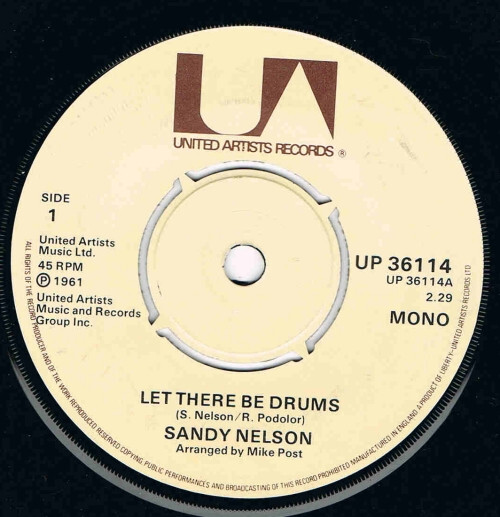 UA
UNITED ARTISTS RECORDS ®
SIDE
1
United Artists
Music Ltd.
45 RPM
Ⓟ 1961
United Artists
Music and Records
Group Inc.
UP 36114
UP 36114A
2.29
MONO
LET THERE BE DRUMS
(S. Nelson/R. Podolor)
SANDY NELSON
Arranged by Mike Post
ALL RIGHTS OF THE RECORD PRODUCER AND OF THE WORK REPRODUCED RESERVED COPYING, PUBLIC PERFORMANCES AND BROADCASTING OF THIS RECORD PROHIBITED MANUFACTURED IN ENGLAND. A PRODUCT OF LIBERTY-UNITED ARTISTS RECORDS LTD